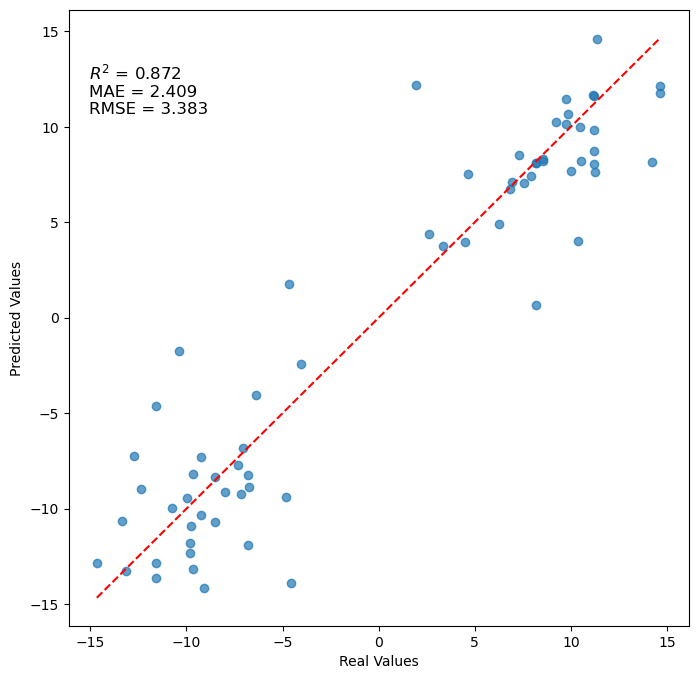 R² = 0.872
MAE = 2.409
RMSE = 3.383
15
10
5
0
−5
−10
−15
Predicted Values
−15 −10 −5 0 5 10 15
Real Values